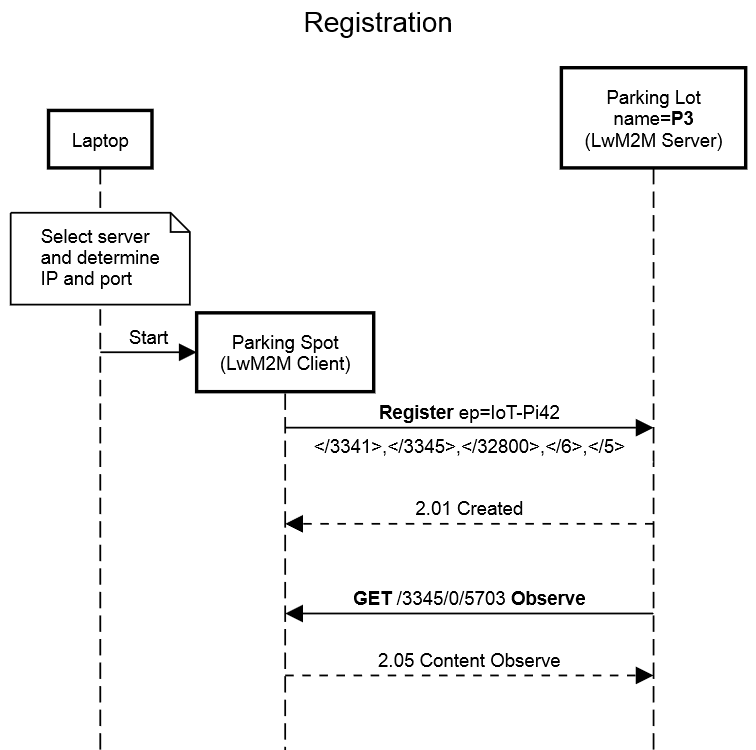 Registration
Parking Lot
name=P3
(LwM2M Server)
Laptop
Select server
and determine
IP and port
Start
Parking Spot
(LwM2M Client)
Register ep=IoT-Pi42
</3341>,</3345>,</32800>,</6>,</5>
2.01 Created
GET /3345/0/5703 Observe
2.05 Content Observe